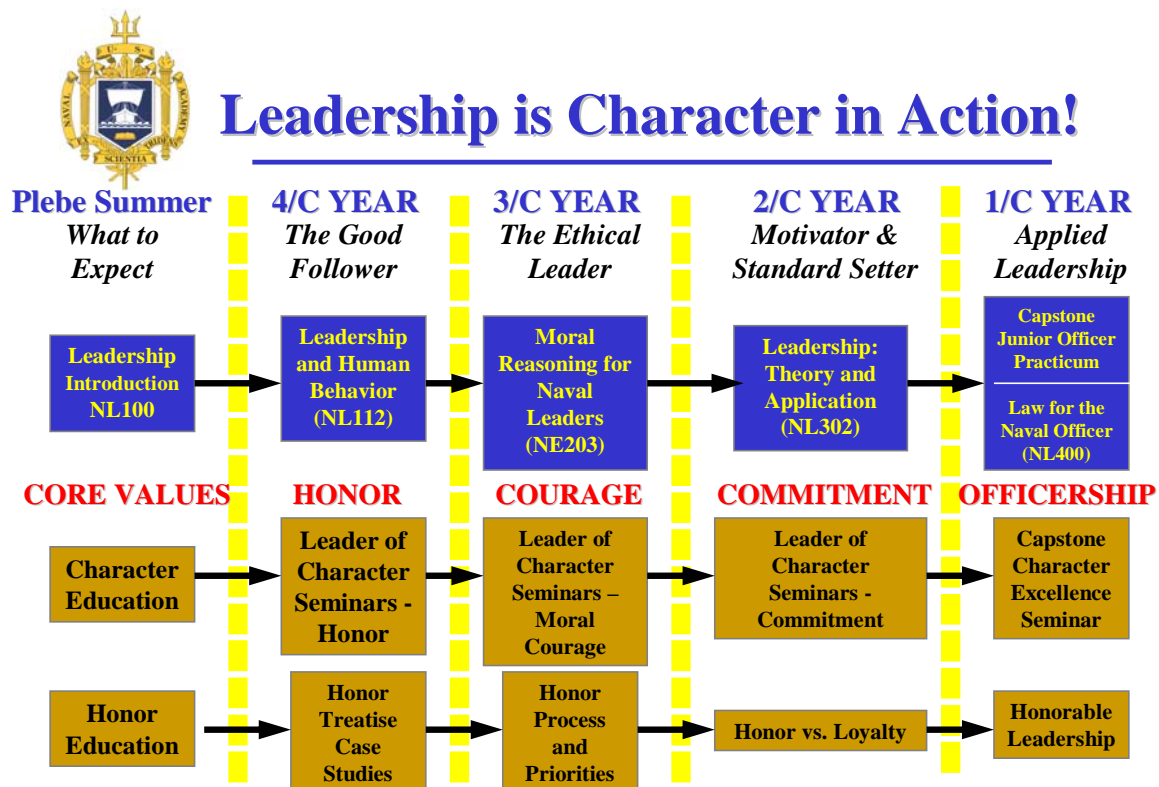 U S
NAVAL
ACADEMY
EX
TRIDENS
SCIENTIA
Leadership is Character in Action!
Plebe Summer
What to
Expect
4/C YEAR
The Good
Follower
3/C YEAR
The Ethical
Leader
2/C YEAR
Motivator &
Standard Setter
1/C YEAR
Applied
Leadership
Leadership
Introduction
NL100
Leadership
and Human
Behavior
(NL112)
Moral
Reasoning for
Naval
Leaders
(NE203)
Leadership:
Theory and
Application
(NL302)
Capstone
Junior Officer
Practicum
Law for the
Naval Officer
(NL400)
CORE VALUES
HONOR
COURAGE
COMMITMENT
OFFICERSHIP
Character
Education
Leader of
Character
Seminars -
Honor
Leader of
Character
Seminars –
Moral
Courage
Leader of
Character
Seminars -
Commitment
Capstone
Character
Excellence
Seminar
Honor
Education
Honor
Treatise
Case
Studies
Honor
Process
and
Priorities
Honor vs. Loyalty
Honorable
Leadership